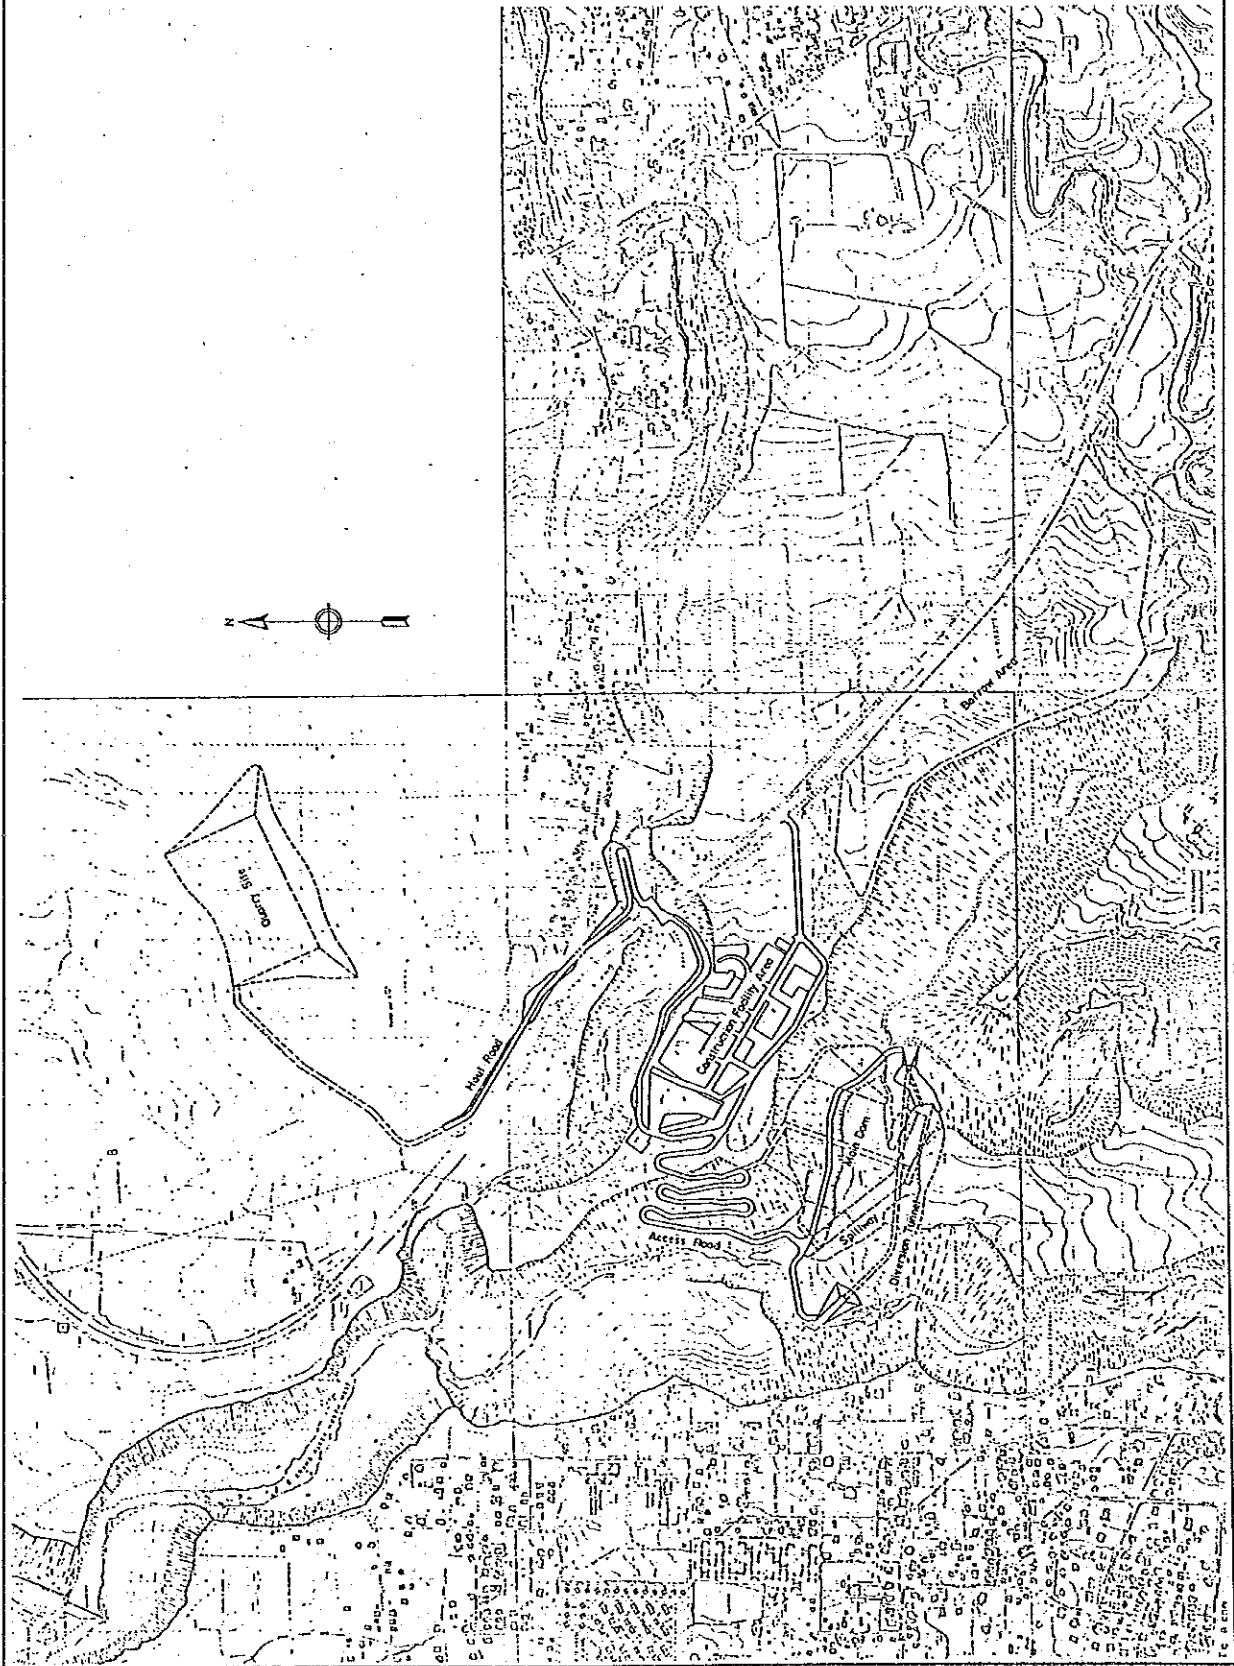 N
Quarry Site
Haul Road
Borrow Area
Construction Facility Area
Access Road
Main Dam
Spillway
Diversion Tunnel